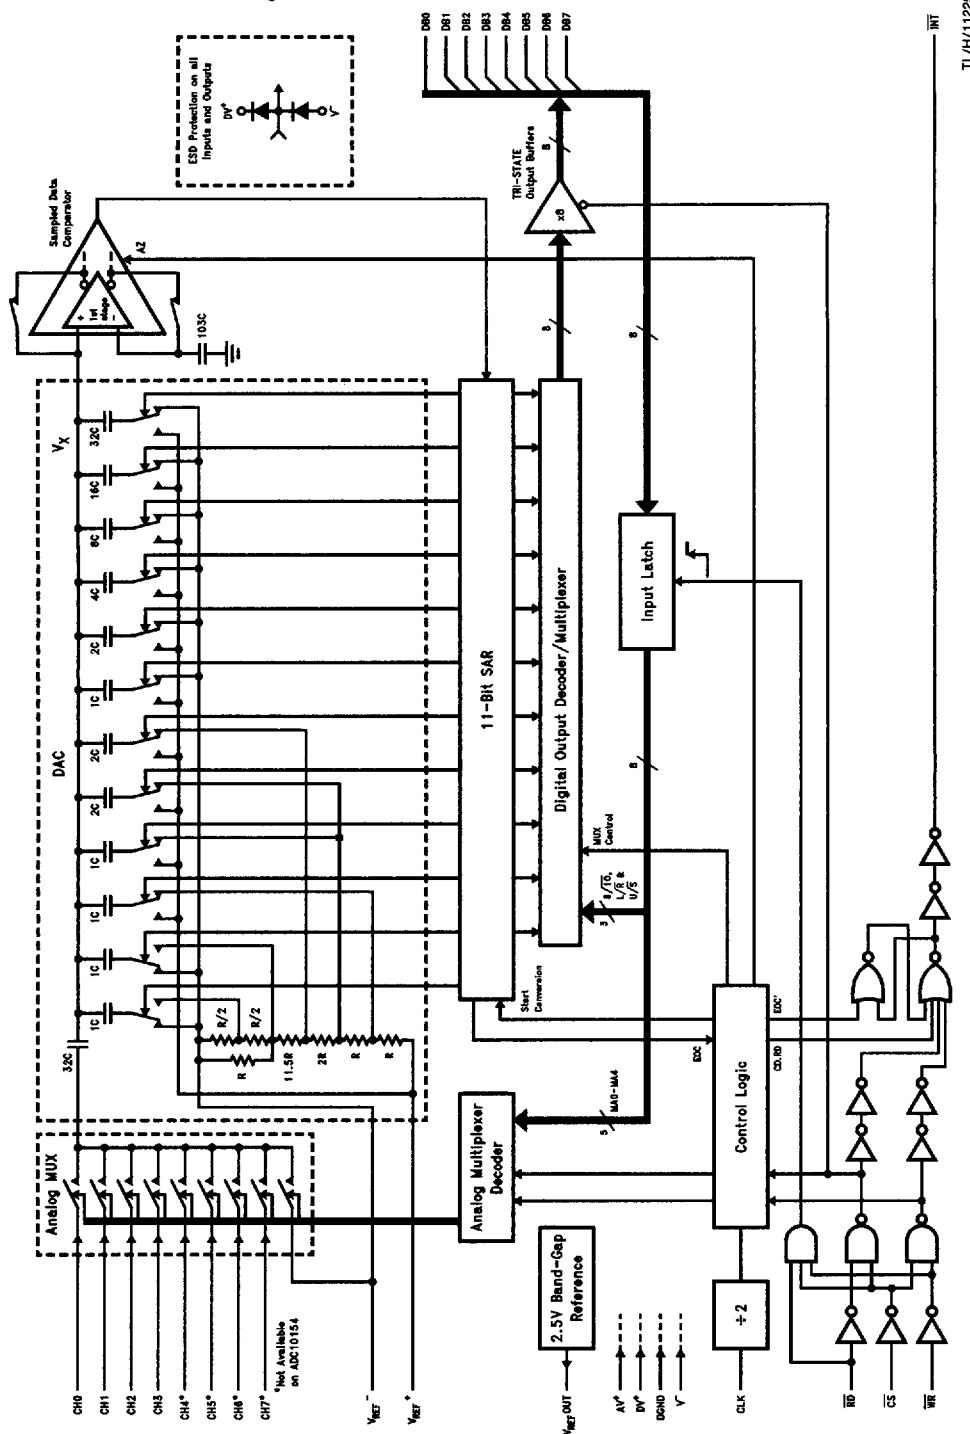 TL/H/1122
DB0
DB1
DB2
DB3
DB4
DB5
DB6
DB7
INT
ESD Protection on all
Inputs and Outputs
DV+
V-
Sampled Data
Comparator
AZ
+
1st
stage
-
103C
TRI-STATE
Output Buffers
x8
8
8
8
8
DAC
VX
32C
1C
1C
1C
1C
2C
2C
1C
2C
4C
8C
16C
32C
R/2
R/2
R
11.5R
2R
R
R
11-Bit SAR
Digital Output Decoder/Multiplexer
Input Latch
MUX
Control
3
8/10,
L/R &
U/S
Start
Conversion
EOC
5
MA0-MA4
Analog Multiplexer
Decoder
Control Logic
EOC'
CD.RD
Analog MUX
CH0
CH1
CH2
CH3
CH4*
CH5*
CH6*
CH7*
*Not Available
on ADC10154
VREF-
VREF+
2.5V Band-Gap
Reference
VREFOUT
AV+
DV+
DGND
V-
÷2
CLK
RD
CS
WR